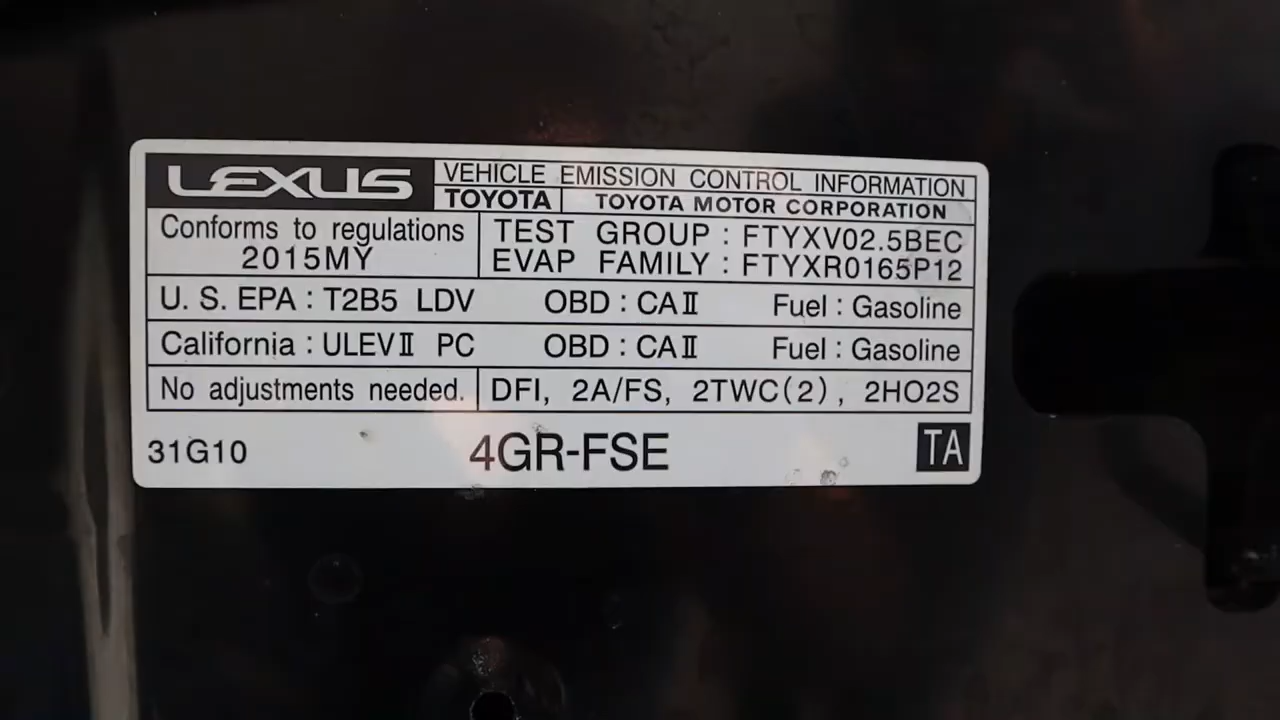 LEXUS
VEHICLE EMISSION CONTROL INFORMATION
TOYOTA TOYOTA MOTOR CORPORATION
Conforms to regulations
2015MY
TEST GROUP : FTYXV02.5BEC
EVAP FAMILY : FTYXR0165P12
U. S. EPA : T2B5 LDV OBD : CAⅡ Fuel : Gasoline
California : ULEVⅡ PC OBD : CAⅡ Fuel : Gasoline
No adjustments needed. DFI, 2A/FS, 2TWC(2), 2HO2S
31G10 4GR-FSE TA